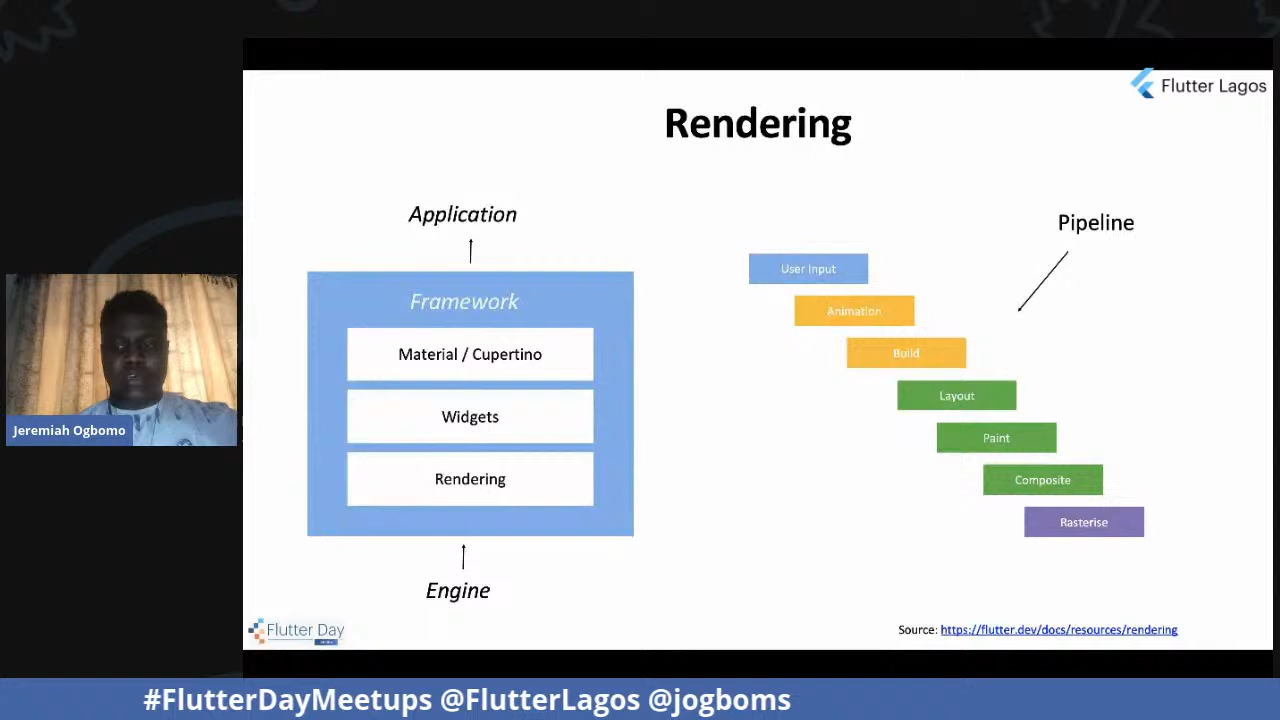 Flutter Lagos
Rendering
Application
Pipeline
User Input
Framework
Animation
Material / Cupertino
Build
Layout
Widgets
Paint
Jeremiah Ogbomo
Rendering
Composite
Rasterise
Engine
Flutter Day
Source: https://flutter.dev/docs/resources/rendering
#FlutterDayMeetups @FlutterLagos @jogboms